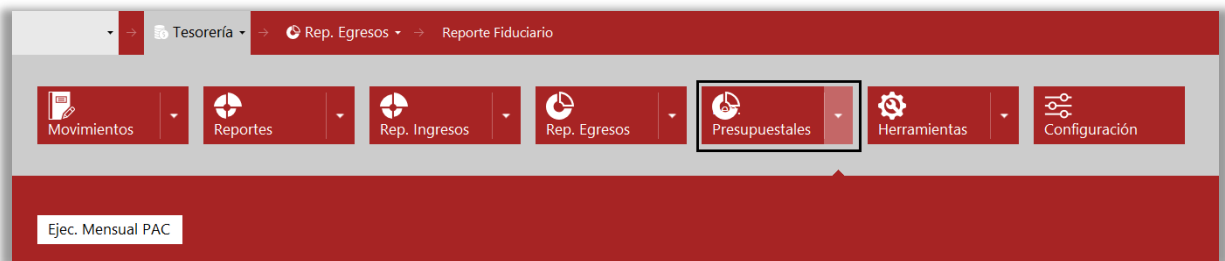 Tesorería Rep. Egresos Reporte Fiduciario
Movimientos Reportes Rep. Ingresos Rep. Egresos Presupuestales Herramientas Configuración
Ejec. Mensual PAC